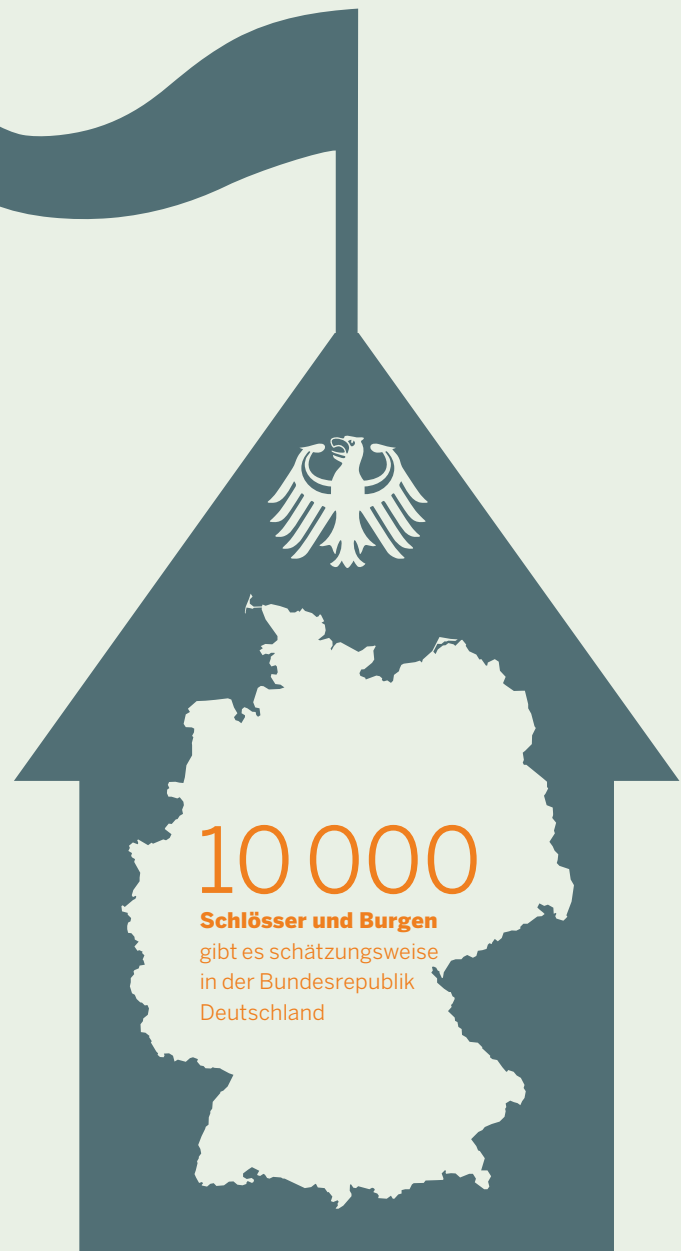 10 000
Schlösser und Burgen
gibt es schätzungsweise
in der Bundesrepublik
Deutschland